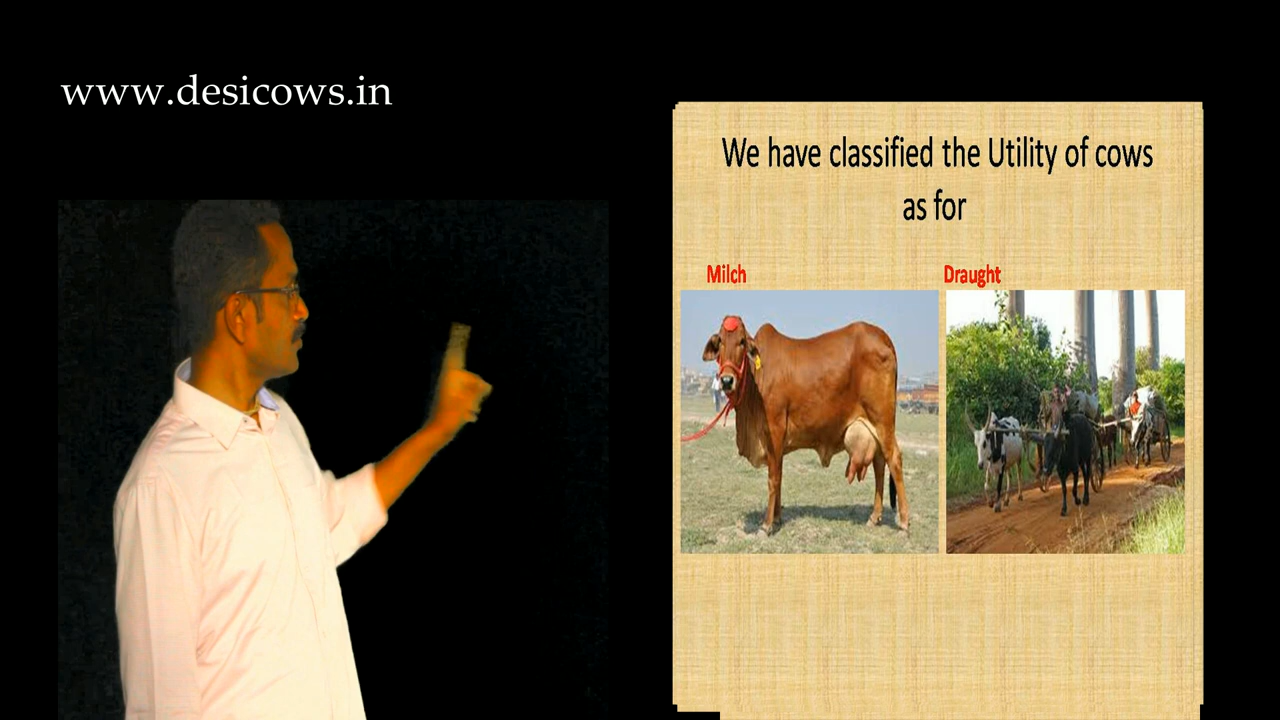 www.desicows.in
We have classified the Utility of cows
as for
Milch
Draught